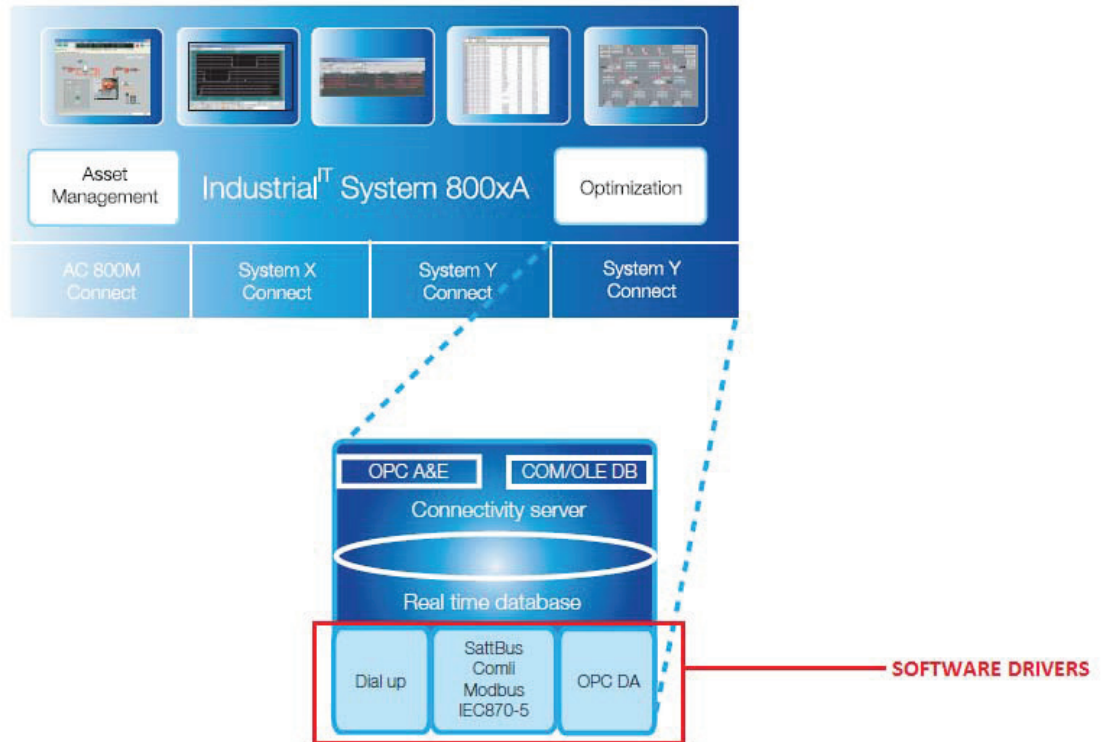 Asset
Management
Industrial^IT System 800xA
Optimization
AC 800M
Connect
System X
Connect
System Y
Connect
System Y
Connect
OPC A&E
COM/OLE DB
Connectivity server
Real time database
Dial up
SattBus
Comli
Modbus
IEC870-5
OPC DA
SOFTWARE DRIVERS